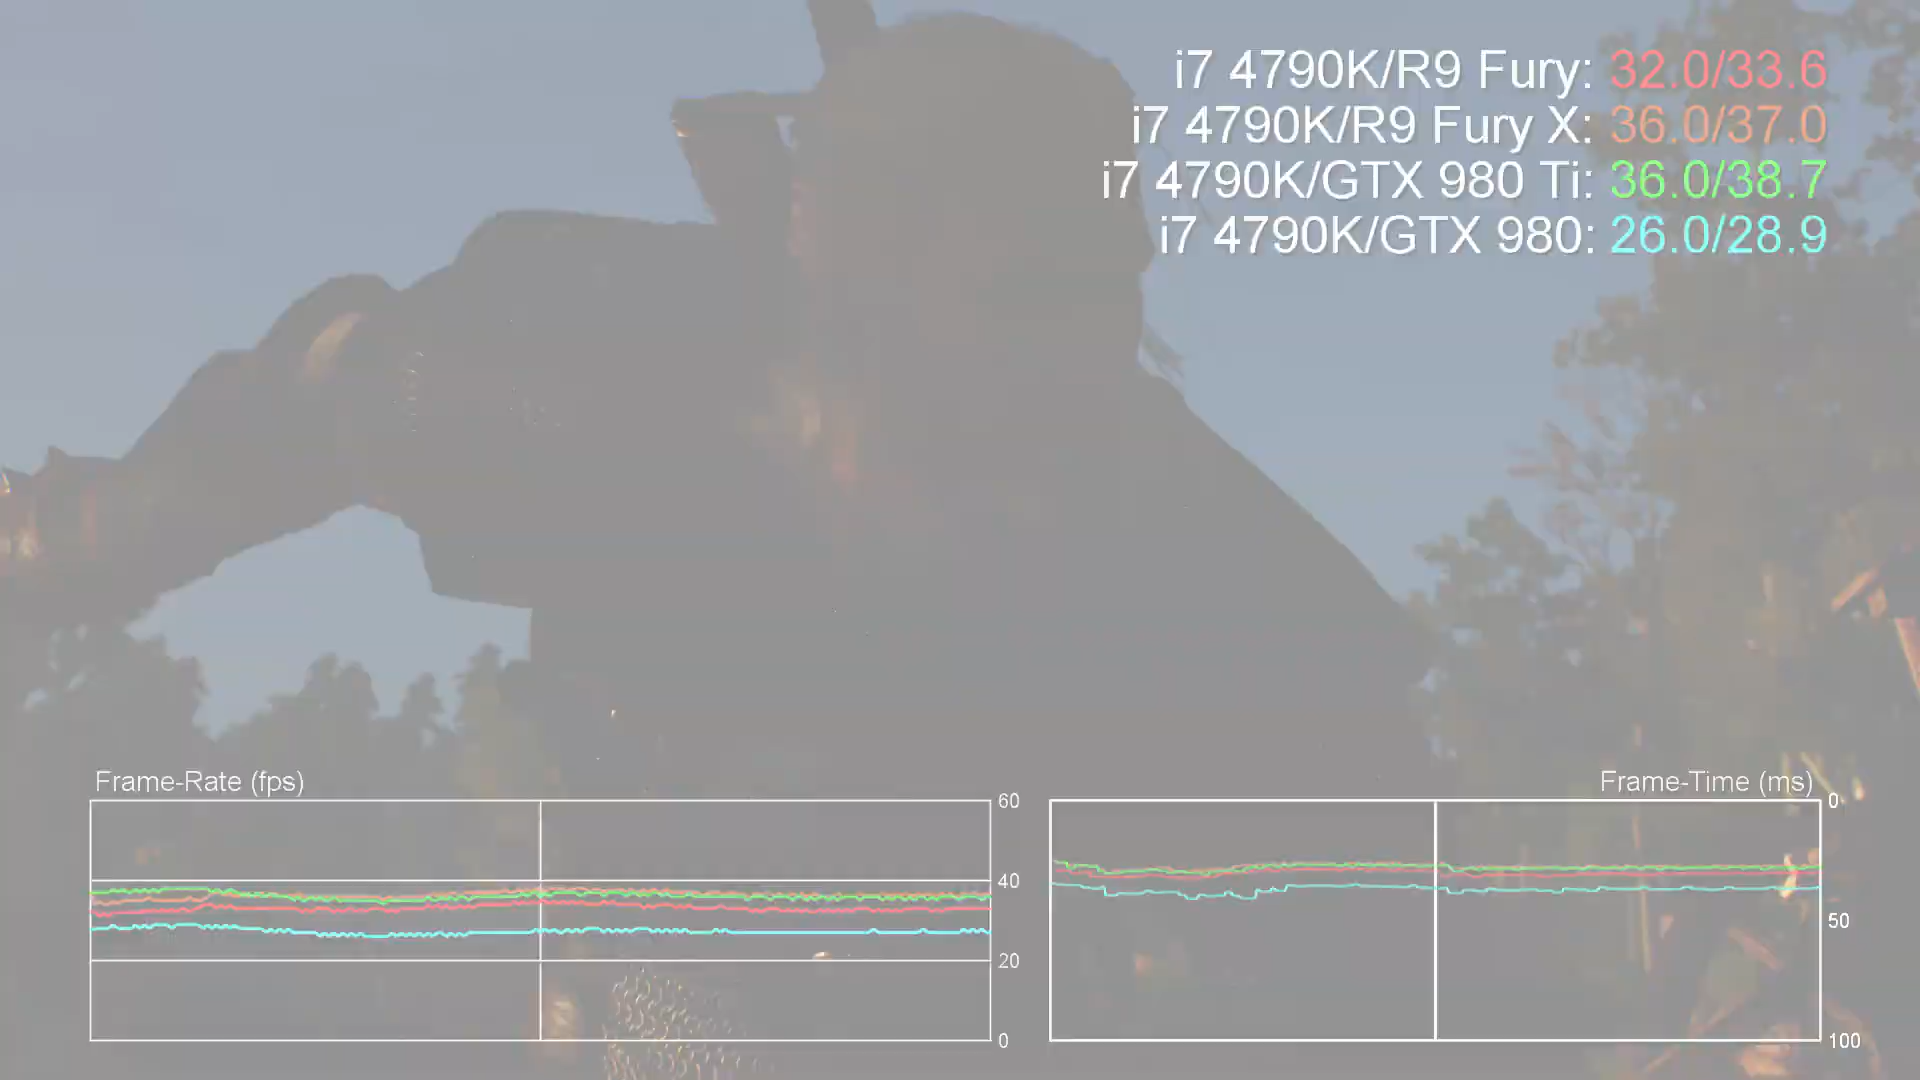 i7 4790K/R9 Fury: 32.0/33.6
i7 4790K/R9 Fury X: 36.0/37.0
i7 4790K/GTX 980 Ti: 36.0/38.7
i7 4790K/GTX 980: 26.0/28.9
Frame-Rate (fps)
60
40
20
0
Frame-Time (ms)
0
50
100